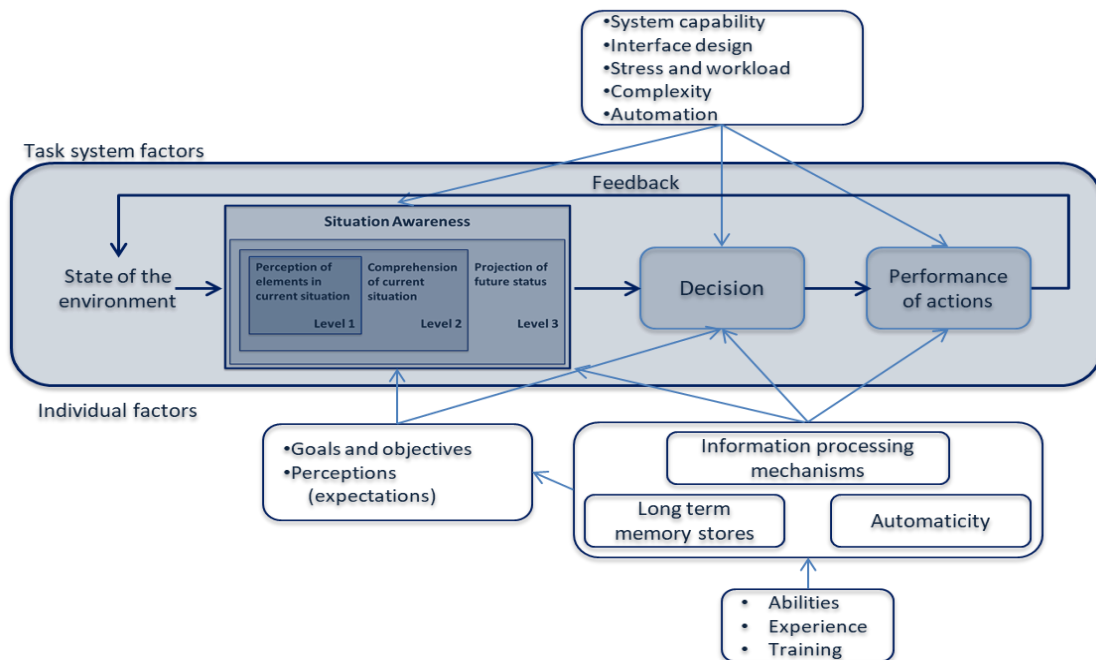 •System capability
•Interface design
•Stress and workload
•Complexity
•Automation
Task system factors
Feedback
Situation Awareness
State of the
environment
Perception of
elements in
current situation
Level 1
Comprehension
of current
situation
Level 2
Projection of
future status
Level 3
Decision
Performance
of actions
Individual factors
•Goals and objectives
•Perceptions
(expectations)
Information processing
mechanisms
Long term
memory stores
Automaticity
• Abilities
• Experience
• Training